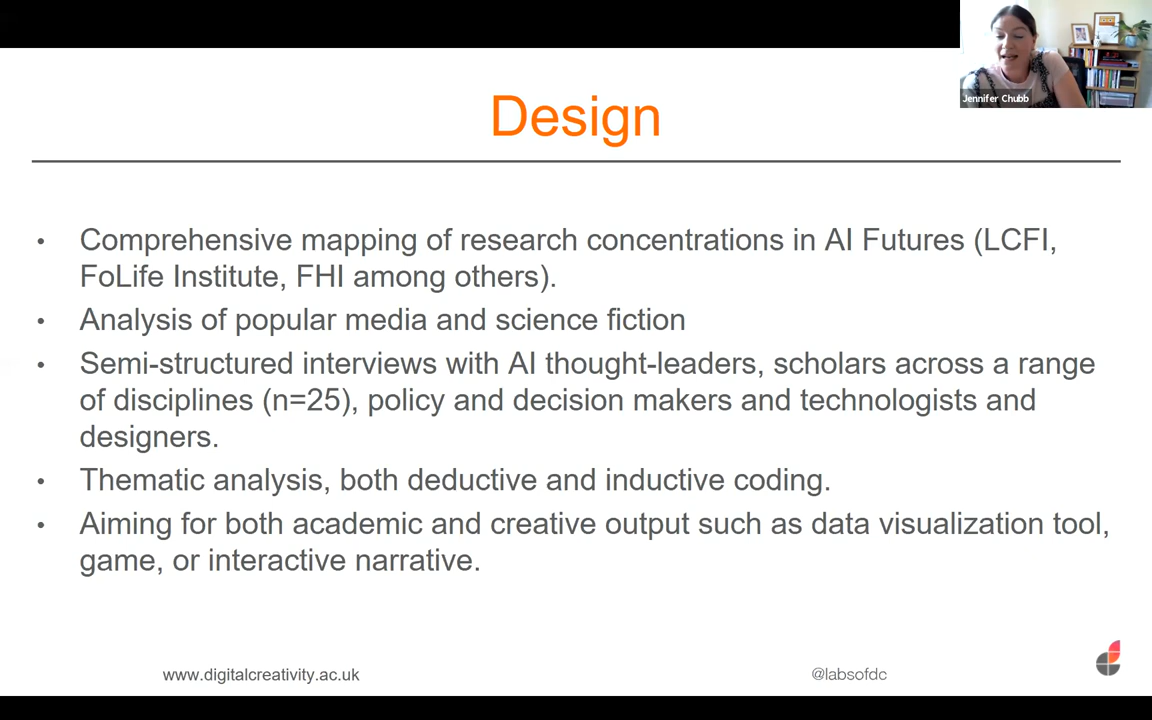 Jennifer Chubb
Design
• Comprehensive mapping of research concentrations in AI Futures (LCFI,
FoLife Institute, FHI among others).
• Analysis of popular media and science fiction
• Semi-structured interviews with AI thought-leaders, scholars across a range
of disciplines (n=25), policy and decision makers and technologists and
designers.
• Thematic analysis, both deductive and inductive coding.
• Aiming for both academic and creative output such as data visualization tool,
game, or interactive narrative.
www.digitalcreativity.ac.uk
@labsofdc